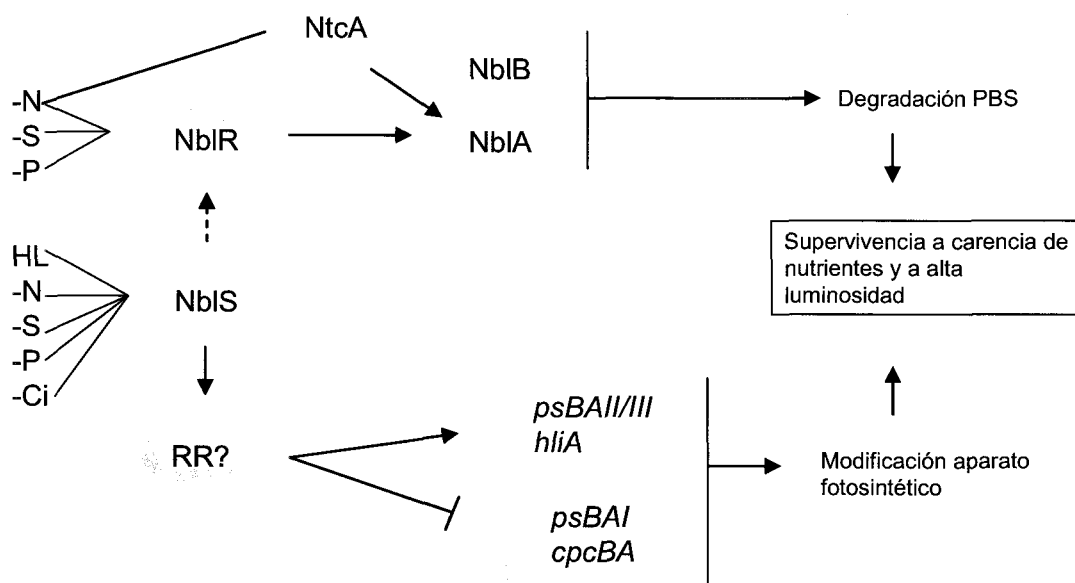 NtcA
NblB
-N
Degradación PBS
-S
NblR
NblA
-P
Supervivencia a carencia de
nutrientes y a alta
luminosidad
HL
-N
NblS
-S
-P
-Ci
psBAII/III
hliA
RR?
Modificación aparato
fotosintético
psBAI
cpcBA